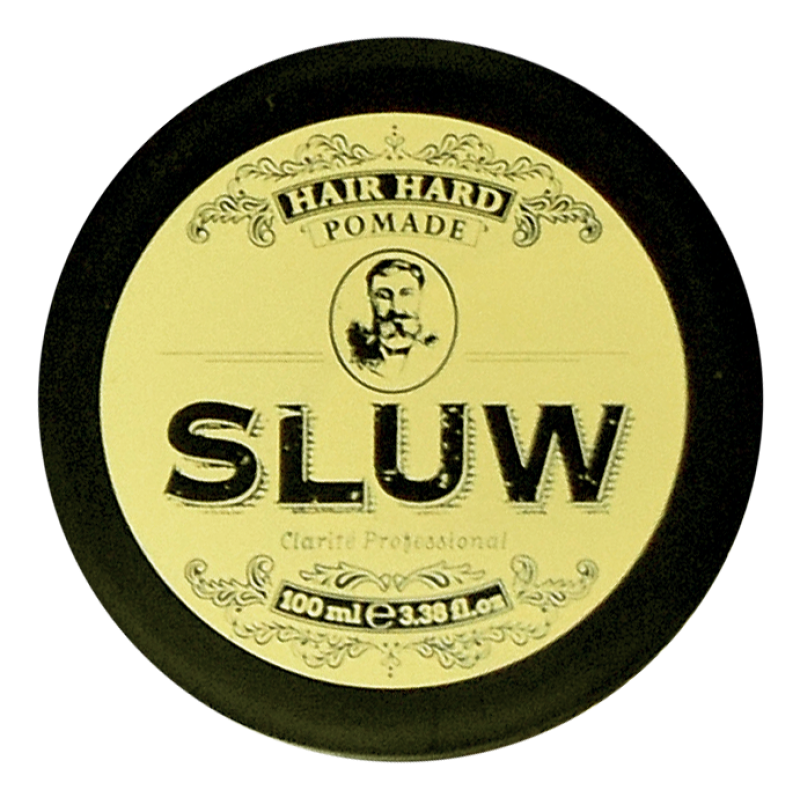 HAIR HARD
POMADE
SLUW
Clarité Professional
100 ml ℮ 3.38 fl.oz